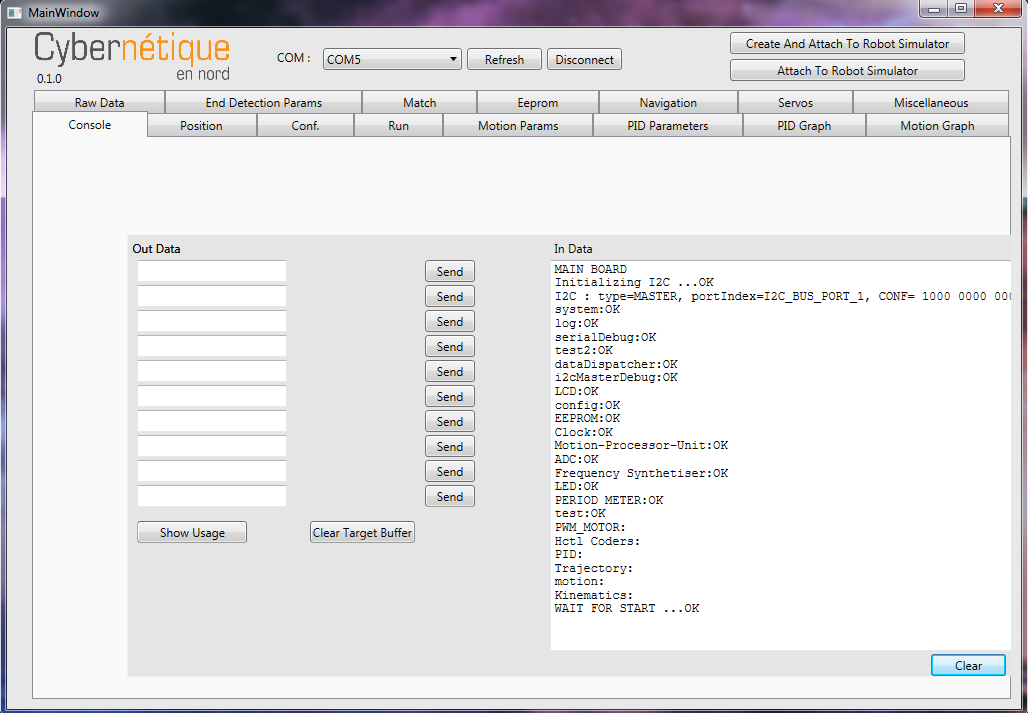 MainWindow
Cybernétique
en nord
0.1.0
COM :
COM5
Refresh
Disconnect
Create And Attach To Robot Simulator
Attach To Robot Simulator
Raw Data
End Detection Params
Match
Eeprom
Navigation
Servos
Miscellaneous
Console
Position
Conf.
Run
Motion Params
PID Parameters
PID Graph
Motion Graph
Out Data
Send
Send
Send
Send
Send
Send
Send
Send
Send
Send
Show Usage
Clear Target Buffer
In Data
MAIN BOARD
Initializing I2C ...OK
I2C : type=MASTER, portIndex=I2C_BUS_PORT_1, CONF= 1000 0000 000
system:OK
log:OK
serialDebug:OK
test2:OK
dataDispatcher:OK
i2cMasterDebug:OK
LCD:OK
config:OK
EEPROM:OK
Clock:OK
Motion-Processor-Unit:OK
ADC:OK
Frequency Synthetiser:OK
LED:OK
PERIOD METER:OK
test:OK
PWM_MOTOR:
Hctl Coders:
PID:
Trajectory:
motion:
Kinematics:
WAIT FOR START ...OK
Clear